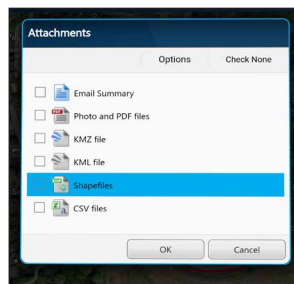 Attachments
Options Check None
Email Summary
Photo and PDF files
KMZ file
KML file
Shapefiles
CSV files
OK Cancel